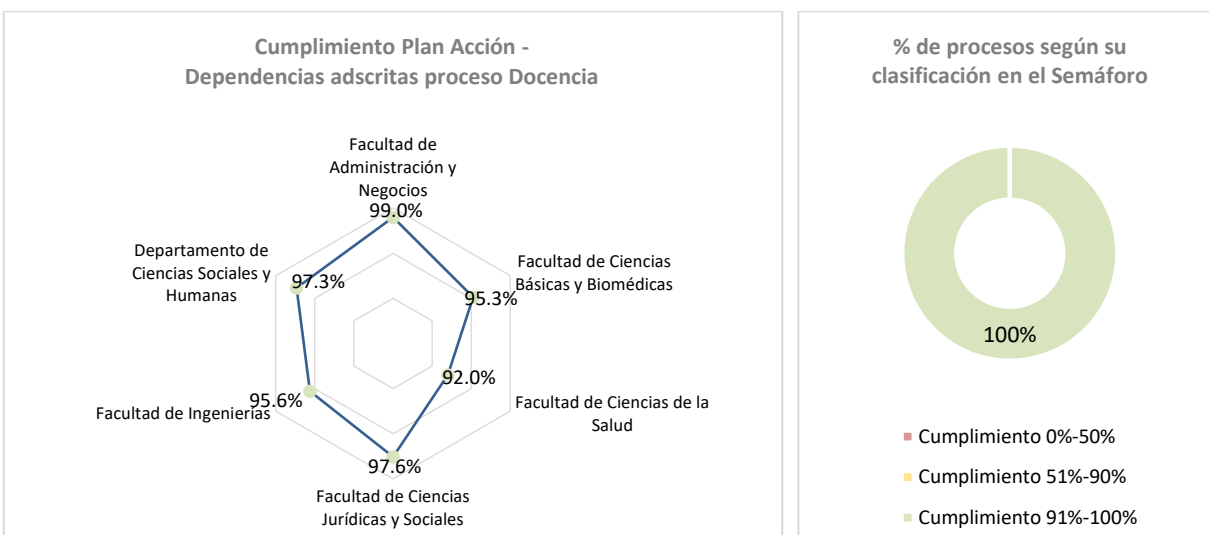 Cumplimiento Plan Acción -
Dependencias adscritas proceso Docencia
Facultad de
Administración y
Negocios
99.0%
Facultad de Ciencias
Básicas y Biomédicas
95.3%
Facultad de Ciencias de la
Salud
92.0%
Facultad de Ciencias
Jurídicas y Sociales
97.6%
Facultad de Ingenierías
95.6%
Departamento de
Ciencias Sociales y
Humanas
97.3%
% de procesos según su
clasificación en el Semáforo
100%
Cumplimiento 0%-50%
Cumplimiento 51%-90%
Cumplimiento 91%-100%